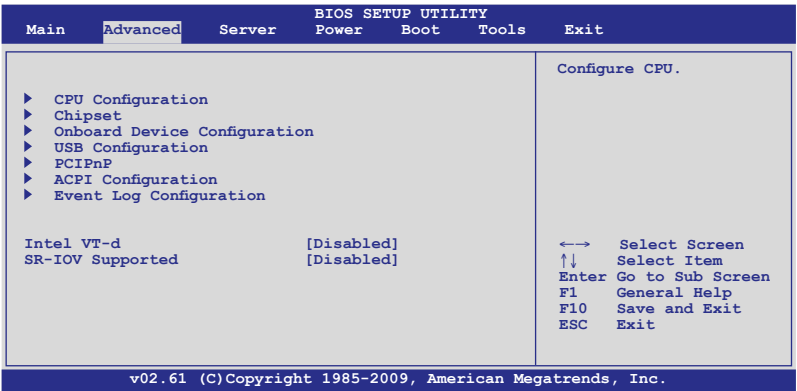 BIOS SETUP UTILITY
Main Advanced Server Power Boot Tools Exit
Configure CPU.
CPU Configuration
Chipset
Onboard Device Configuration
USB Configuration
PCIPnP
ACPI Configuration
Event Log Configuration
Intel VT-d [Disabled]
SR-IOV Supported [Disabled]
←→ Select Screen
↑↓ Select Item
Enter Go to Sub Screen
F1 General Help
F10 Save and Exit
ESC Exit
v02.61 (C)Copyright 1985-2009, American Megatrends, Inc.